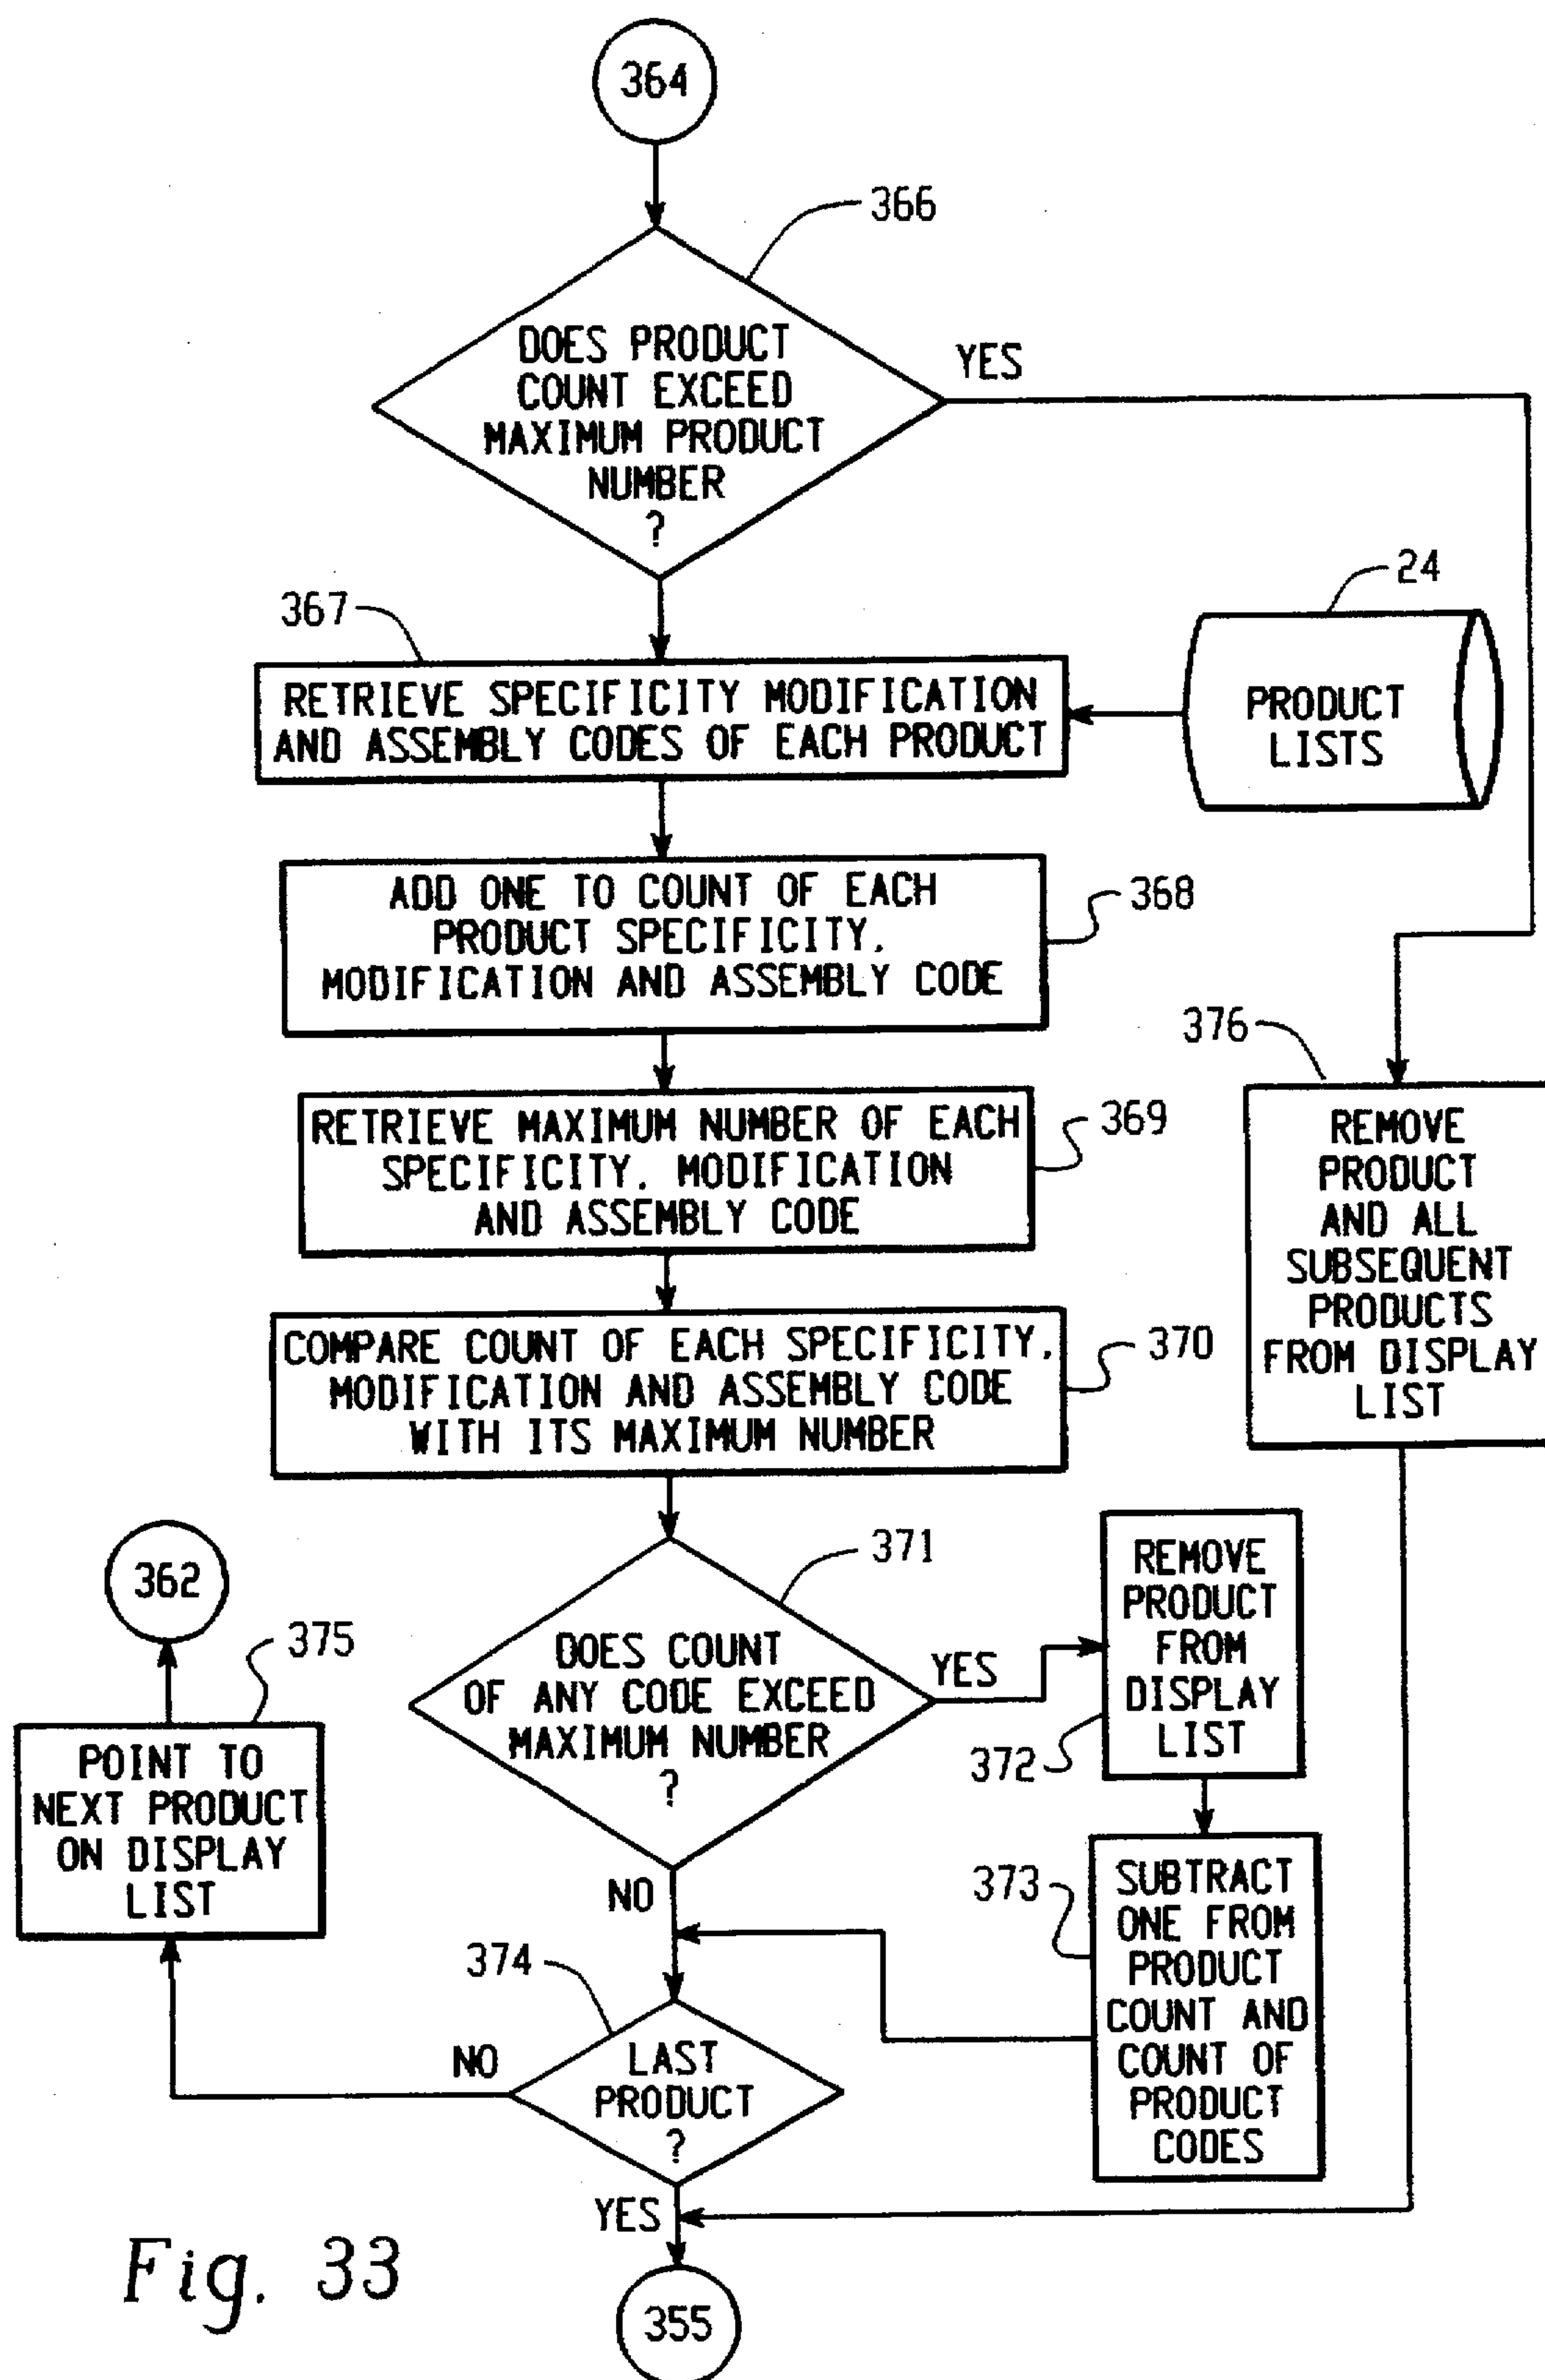 364
366
DOES PRODUCT
COUNT EXCEED
MAXIMUM PRODUCT
NUMBER
?
YES
24
367
RETRIEVE SPECIFICITY MODIFICATION
AND ASSEMBLY CODES OF EACH PRODUCT
PRODUCT
LISTS
ADD ONE TO COUNT OF EACH
PRODUCT SPECIFICITY,
MODIFICATION AND ASSEMBLY CODE
368
376
RETRIEVE MAXIMUM NUMBER OF EACH
SPECIFICITY, MODIFICATION
AND ASSEMBLY CODE
369
REMOVE
PRODUCT
AND ALL
SUBSEQUENT
PRODUCTS
FROM DISPLAY
LIST
COMPARE COUNT OF EACH SPECIFICITY,
MODIFICATION AND ASSEMBLY CODE
WITH ITS MAXIMUM NUMBER
370
362
371
375
DOES COUNT
OF ANY CODE EXCEED
MAXIMUM NUMBER
?
YES
REMOVE
PRODUCT
FROM
DISPLAY
LIST
372
POINT TO
NEXT PRODUCT
ON DISPLAY
LIST
NO
373
SUBTRACT
ONE FROM
PRODUCT
COUNT AND
COUNT OF
PRODUCT
CODES
374
NO
LAST
PRODUCT
?
YES
355
Fig. 33